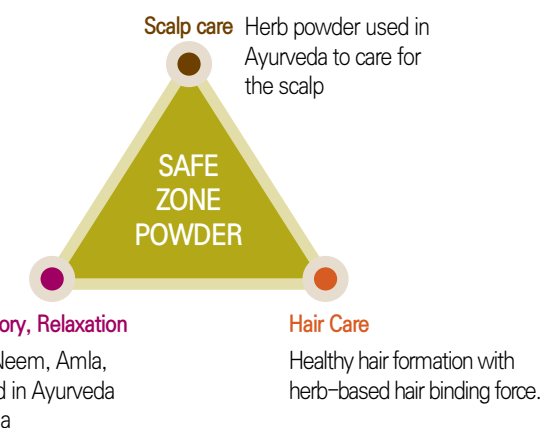 Scalp care
Herb powder used in
Ayurveda to care for
the scalp
SAFE
ZONE
POWDER
ory, Relaxation
Neem, Amla,
d in Ayurveda
a
Hair Care
Healthy hair formation with
herb-based hair binding force.